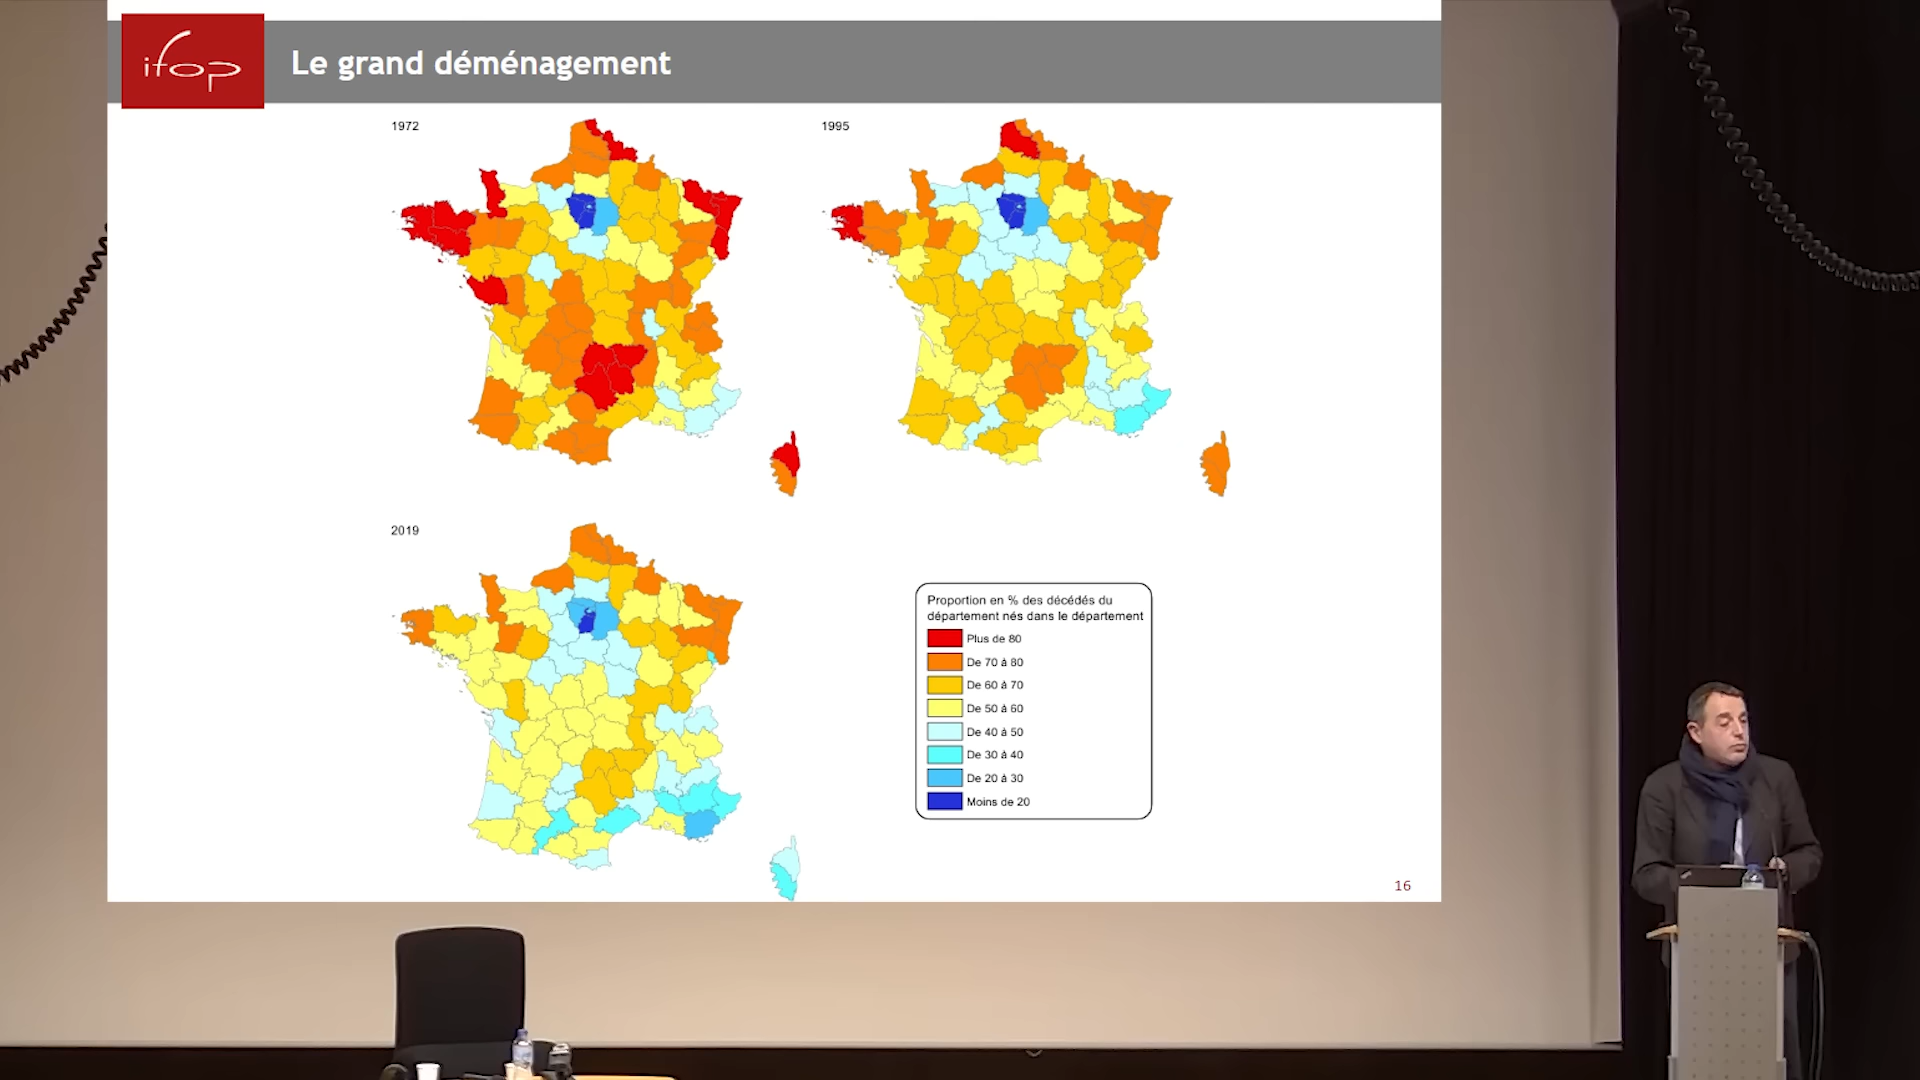 ifop
Le grand déménagement
1972
1995
2019
Proportion en % des décédés du
département nés dans le département
Plus de 80
De 70 à 80
De 60 à 70
De 50 à 60
De 40 à 50
De 30 à 40
De 20 à 30
Moins de 20
16